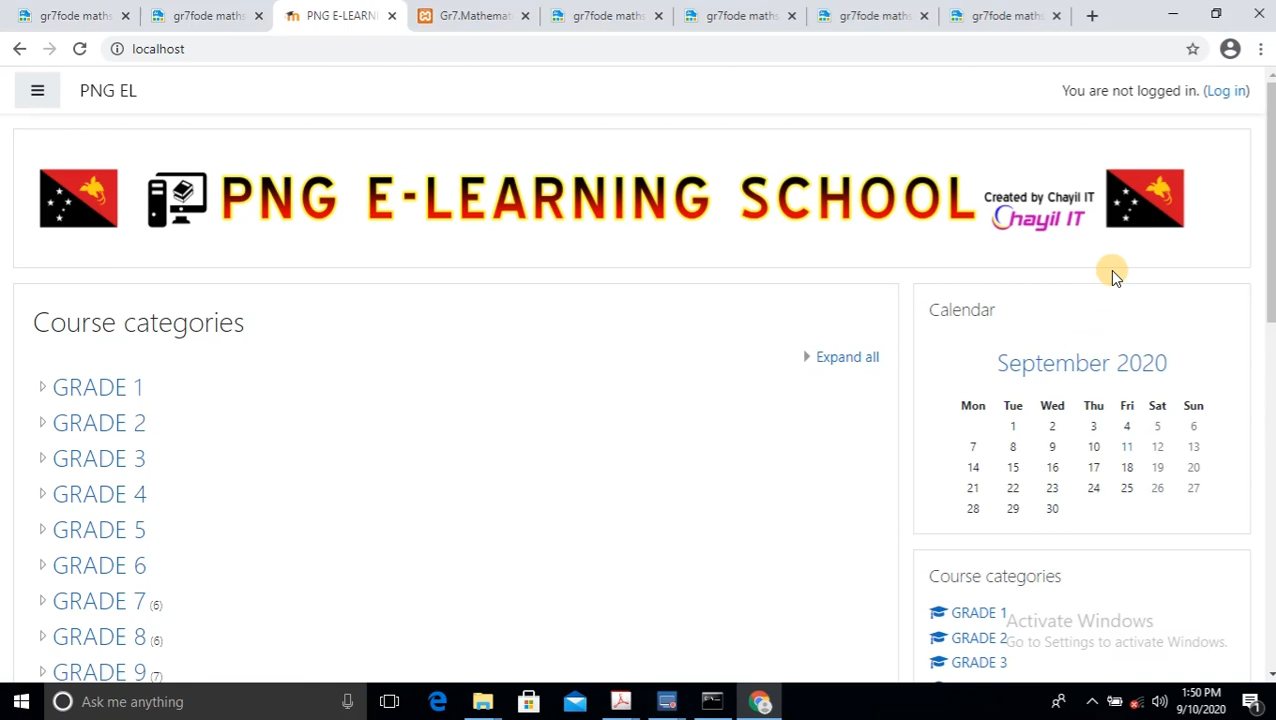 gr7fode maths
gr7fode maths
PNG E-LEARNI
Gr7.Mathemat
gr7fode maths
gr7fode maths
gr7fode maths
gr7fode maths
localhost
PNG EL
You are not logged in. (Log in)
PNG E-LEARNING SCHOOL
Created by Chayil IT
Chayil IT
Course categories
Expand all
GRADE 1
GRADE 2
GRADE 3
GRADE 4
GRADE 5
GRADE 6
GRADE 7 (6)
GRADE 8 (6)
GRADE 9 (7)
Calendar
September 2020
Mon Tue Wed Thu Fri Sat Sun
1 2 3 4 5 6
7 8 9 10 11 12 13
14 15 16 17 18 19 20
21 22 23 24 25 26 27
28 29 30
Course categories
GRADE 1
GRADE 2
GRADE 3
Activate Windows
Go to Settings to activate Windows.
Ask me anything
1:50 PM
9/10/2020
1